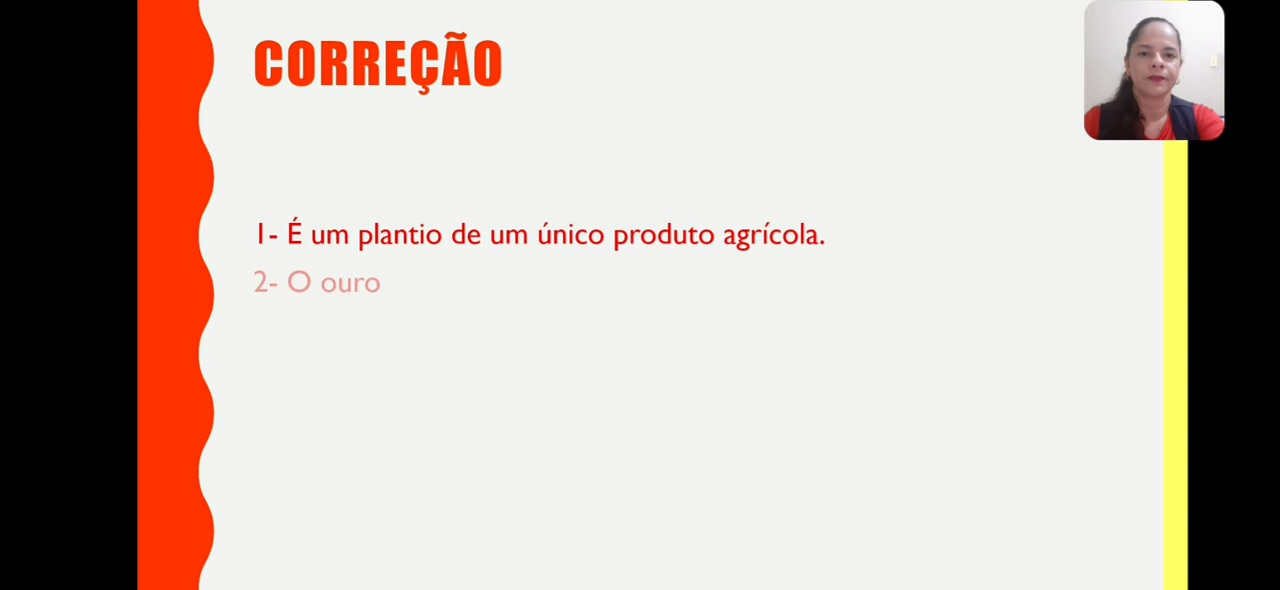 CORREÇÃO
1- É um plantio de um único produto agrícola.
2- O ouro